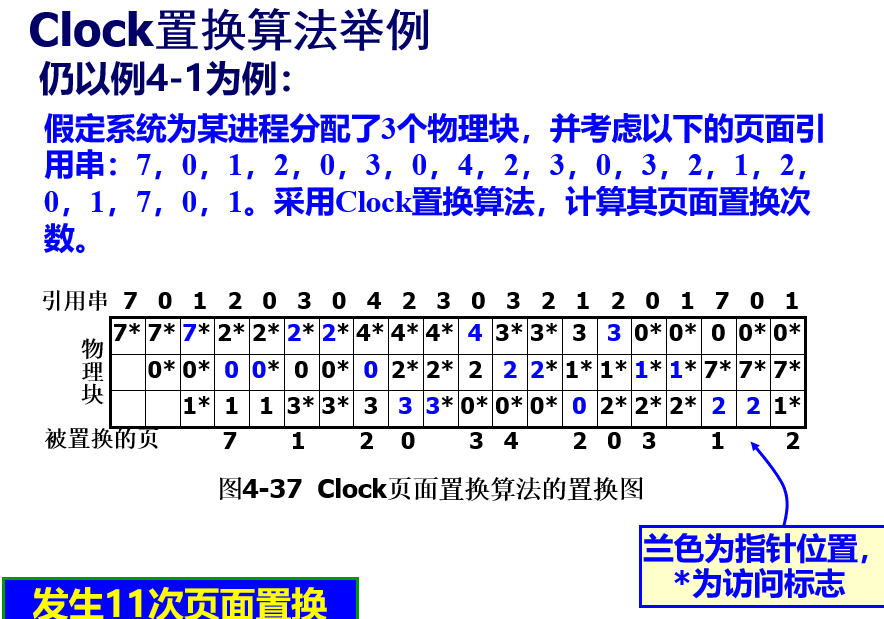 Clock置换算法举例
仍以例4-1为例：
假定系统为某进程分配了3个物理块，并考虑以下的页面引
用串：7，0，1，2，0，3，0，4，2，3，0，3，2，1，2，
0，1，7，0，1。采用Clock置换算法，计算其页面置换次
数。
引用串 7 0 1 2 0 3 0 4 2 3 0 3 2 1 2 0 1 7 0 1
物理块
7* 7* 7* 2* 2* 2* 2* 4* 4* 4* 4 3* 3* 3 3 0* 0* 0 0* 0*
0* 0* 0 0* 0 0* 0 2* 2* 2 2 2* 1* 1* 1* 1* 7* 7* 7*
1* 1 1 3* 3* 3 3 3* 0* 0* 0* 0 2* 2* 2* 2 2 1*
被置换的页 7 1 2 0 3 4 2 0 3 1 2
图4-37 Clock页面置换算法的置换图
兰色为指针位置，
*为访问标志
发生11次页面置换